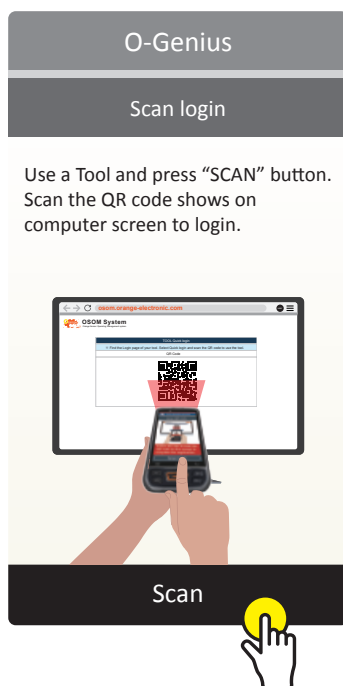 O-Genius
Scan login
Use a Tool and press “SCAN” button.
Scan the QR code shows on
computer screen to login.
osom.orange-electronic.com
OSOM System
TOOL Quick login
QR Code
Scan